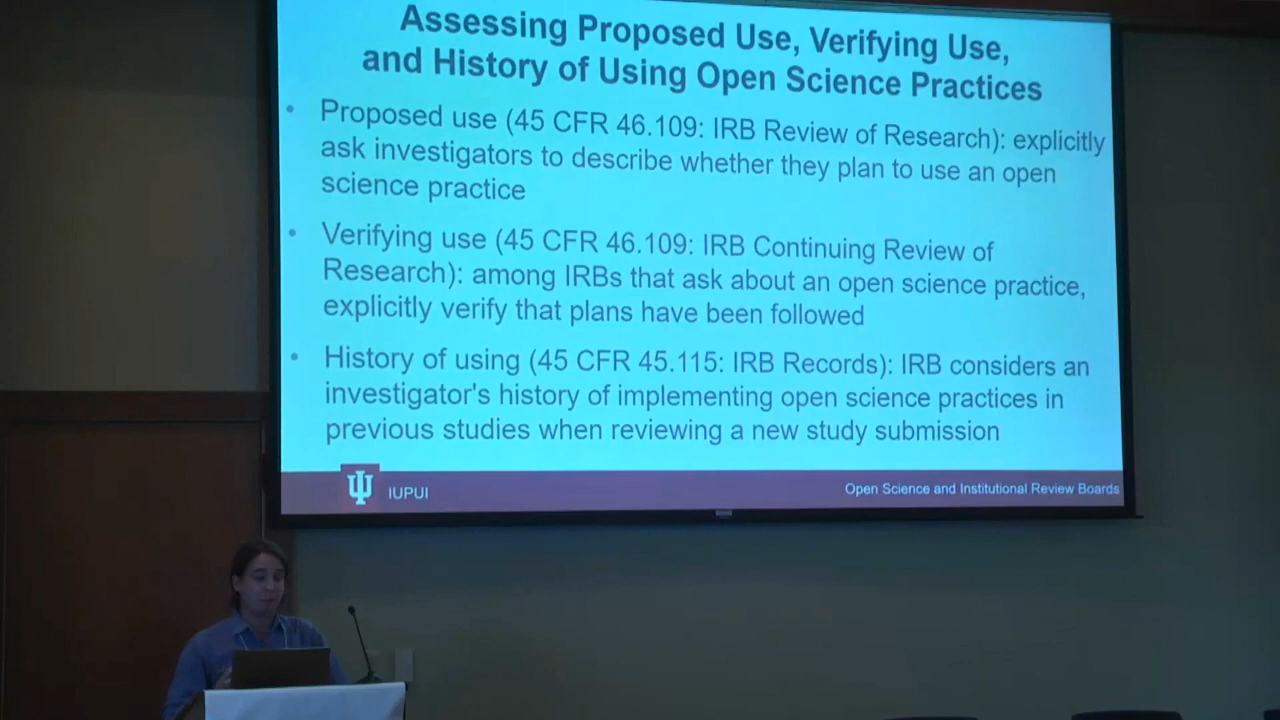 Assessing Proposed Use, Verifying Use,
and History of Using Open Science Practices
• Proposed use (45 CFR 46.109: IRB Review of Research): explicitly
ask investigators to describe whether they plan to use an open
science practice
• Verifying use (45 CFR 46.109: IRB Continuing Review of
Research): among IRBs that ask about an open science practice,
explicitly verify that plans have been followed
• History of using (45 CFR 45.115: IRB Records): IRB considers an
investigator's history of implementing open science practices in
previous studies when reviewing a new study submission
IUPUI
Open Science and Institutional Review Boards